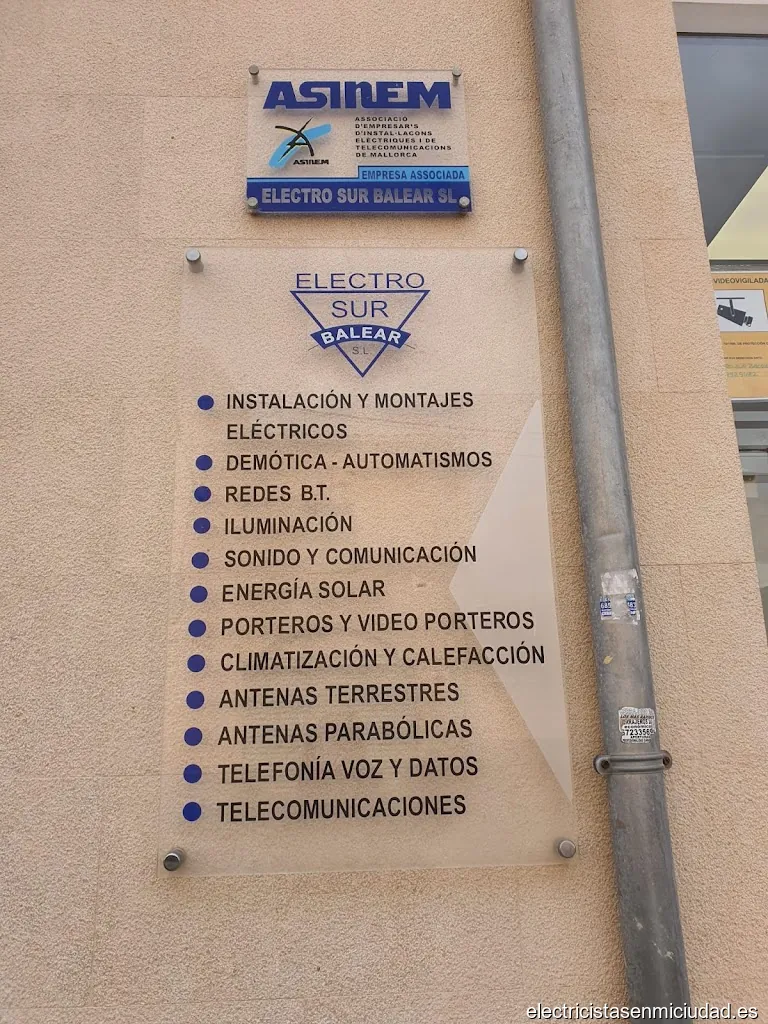 ASINEM
ASSOCIACIÓ
D'EMPRESAR'S
D'INSTAL·LACONS
ELÈCTRIQUES I DE
TELECOMUNICACIONS
DE MALLORCA
ASINEM
EMPRESA ASSOCIADA
ELECTRO SUR BALEAR SL
ELECTRO
SUR
BALEAR
S.L.
INSTALACIÓN Y MONTAJES
ELÉCTRICOS
DEMÓTICA - AUTOMATISMOS
REDES B.T.
ILUMINACIÓN
SONIDO Y COMUNICACIÓN
ENERGÍA SOLAR
PORTEROS Y VIDEO PORTEROS
CLIMATIZACIÓN Y CALEFACCIÓN
ANTENAS TERRESTRES
ANTENAS PARABÓLICAS
TELEFONÍA VOZ Y DATOS
TELECOMUNICACIONES
VIDEOVIGILADA
electricistasenmiciudad.es